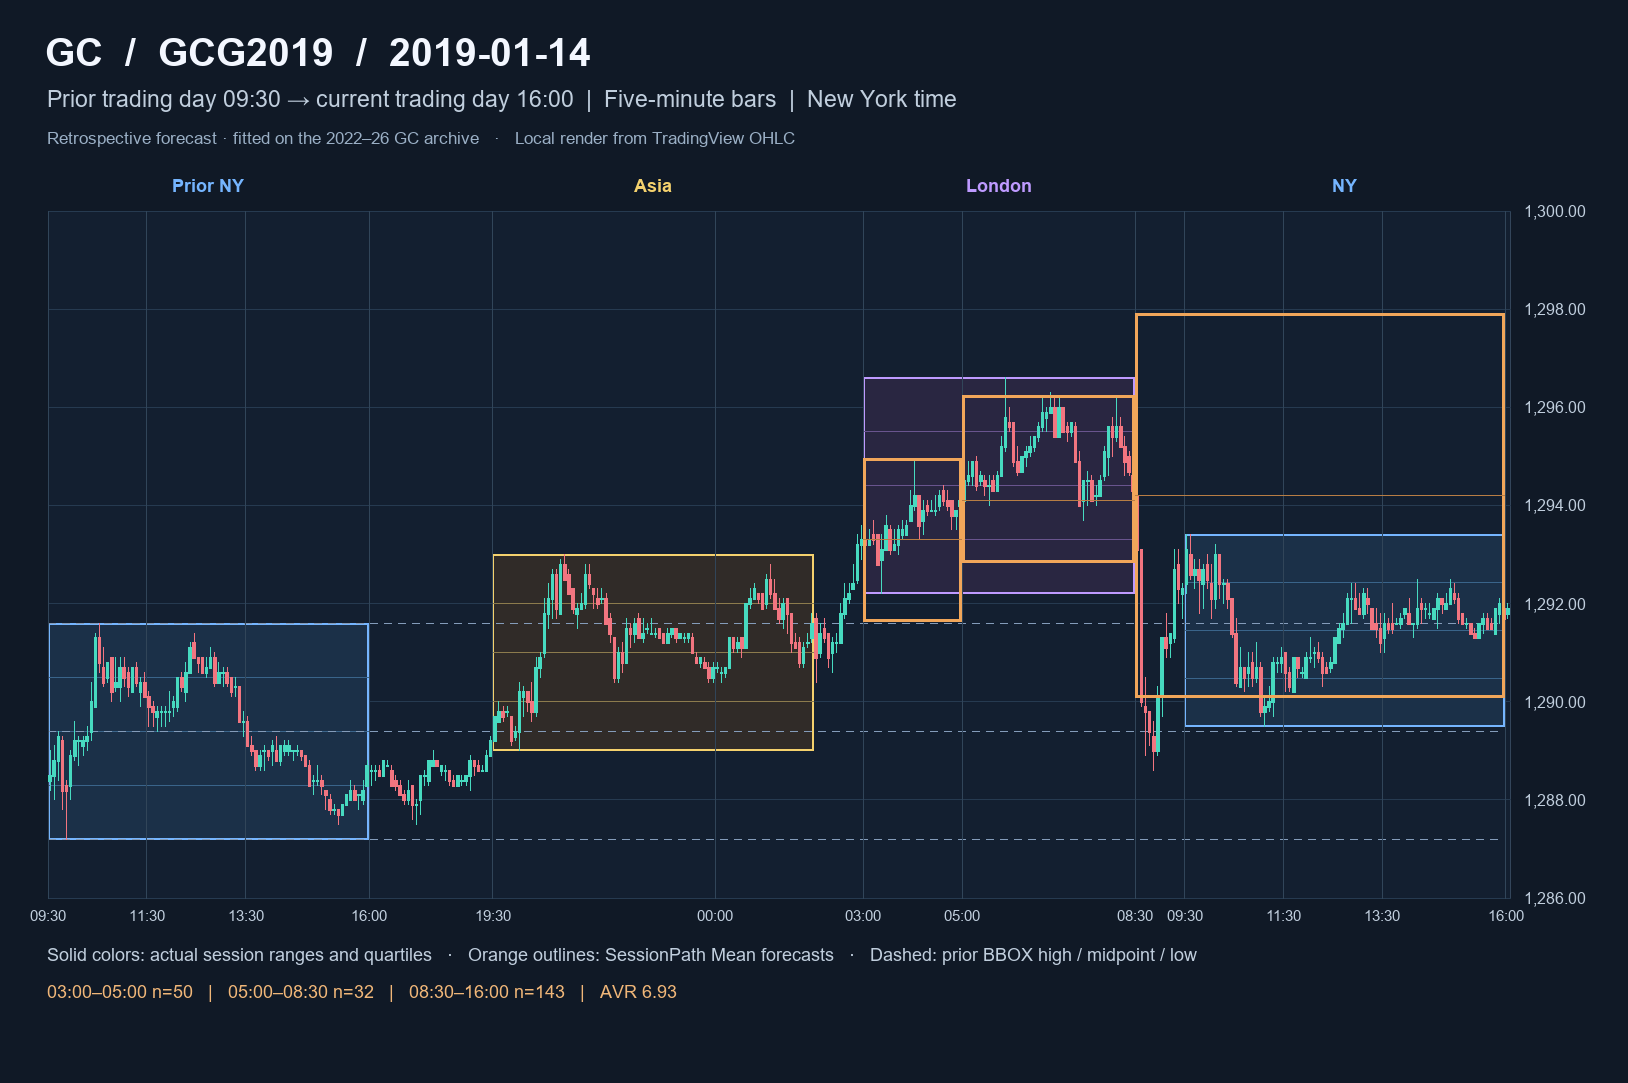 GC / GCG2019 / 2019-01-14
Prior trading day 09:30 → current trading day 16:00 | Five-minute bars | New York time
Retrospective forecast · fitted on the 2022–26 GC archive · Local render from TradingView OHLC
Prior NY Asia London NY
1,300.00
1,298.00
1,296.00
1,294.00
1,292.00
1,290.00
1,288.00
1,286.00
09:30 11:30 13:30 16:00 19:30 00:00 03:00 05:00 08:30 09:30 11:30 13:30 16:00
Solid colors: actual session ranges and quartiles · Orange outlines: SessionPath Mean forecasts · Dashed: prior BBOX high / midpoint / low
03:00–05:00 n=50 | 05:00–08:30 n=32 | 08:30–16:00 n=143 | AVR 6.93